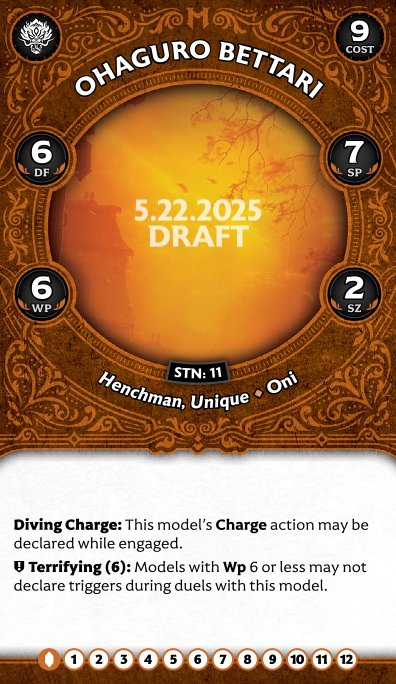 9
COST
OHAGURO BETTARI
6
DF
7
SP
5.22.2025
DRAFT
6
WP
2
SZ
STN: 11
Henchman, Unique ♦ Oni
Diving Charge: This model's Charge action may be
declared while engaged.
Terrifying (6): Models with Wp 6 or less may not
declare triggers during duels with this model.
1 2 3 4 5 6 7 8 9 10 11 12